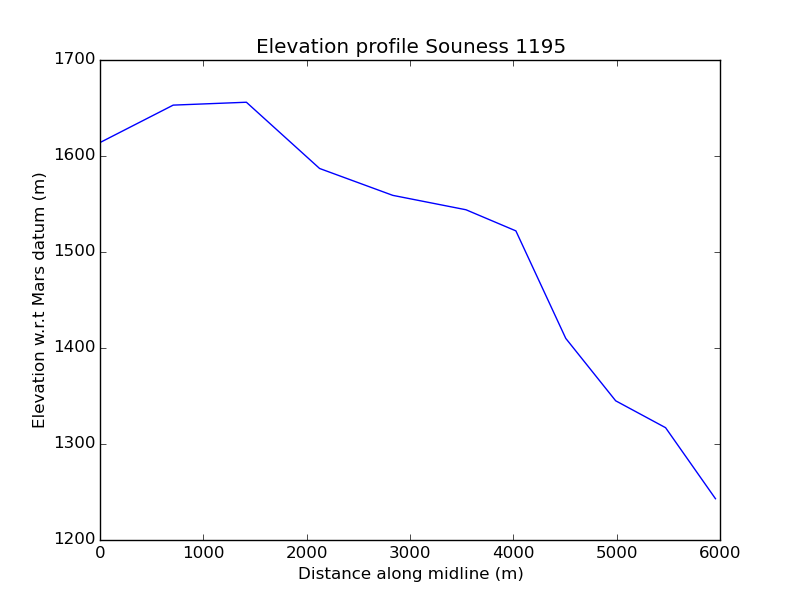 Elevation profile Souness 1195
1700
1600
1500
1400
1300
1200
Elevation w.r.t Mars datum (m)
0 1000 2000 3000 4000 5000 6000
Distance along midline (m)